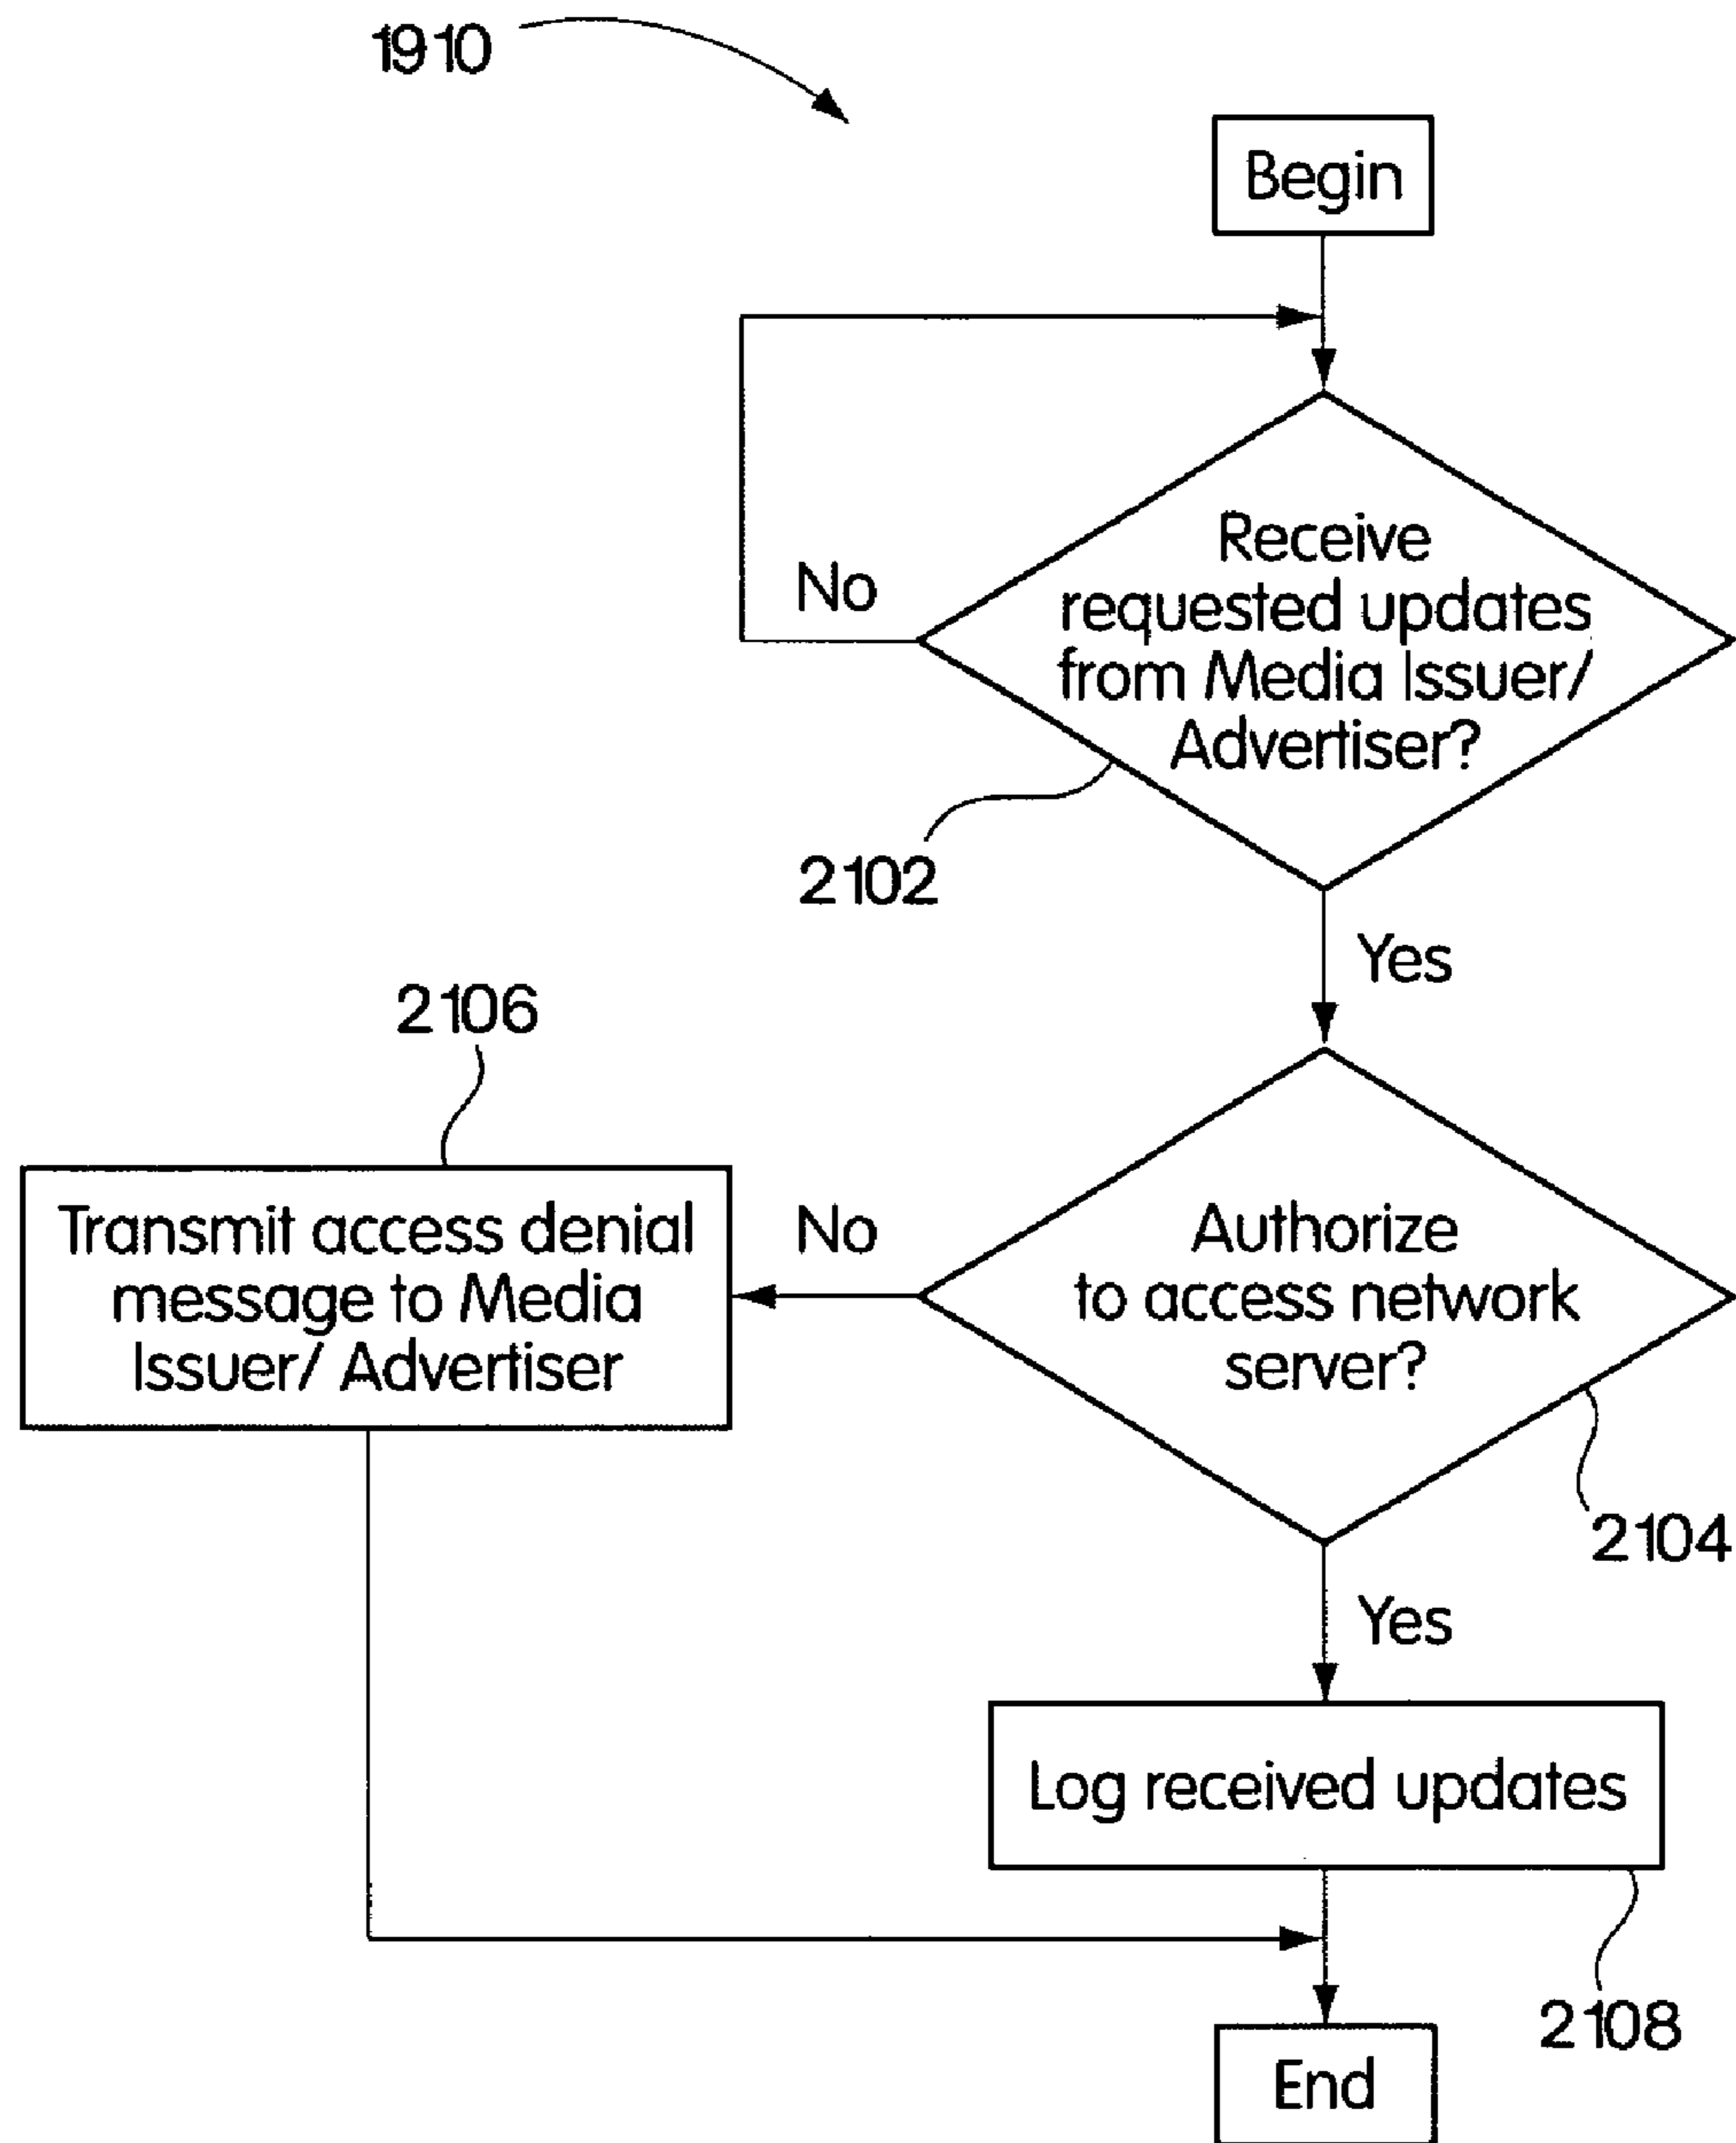 1910
Begin
Receive
requested updates
from Media Issuer/
Advertiser?
No
2102
Yes
2106
Transmit access denial
message to Media
Issuer/ Advertiser
No
Authorize
to access network
server?
2104
Yes
Log received updates
2108
End